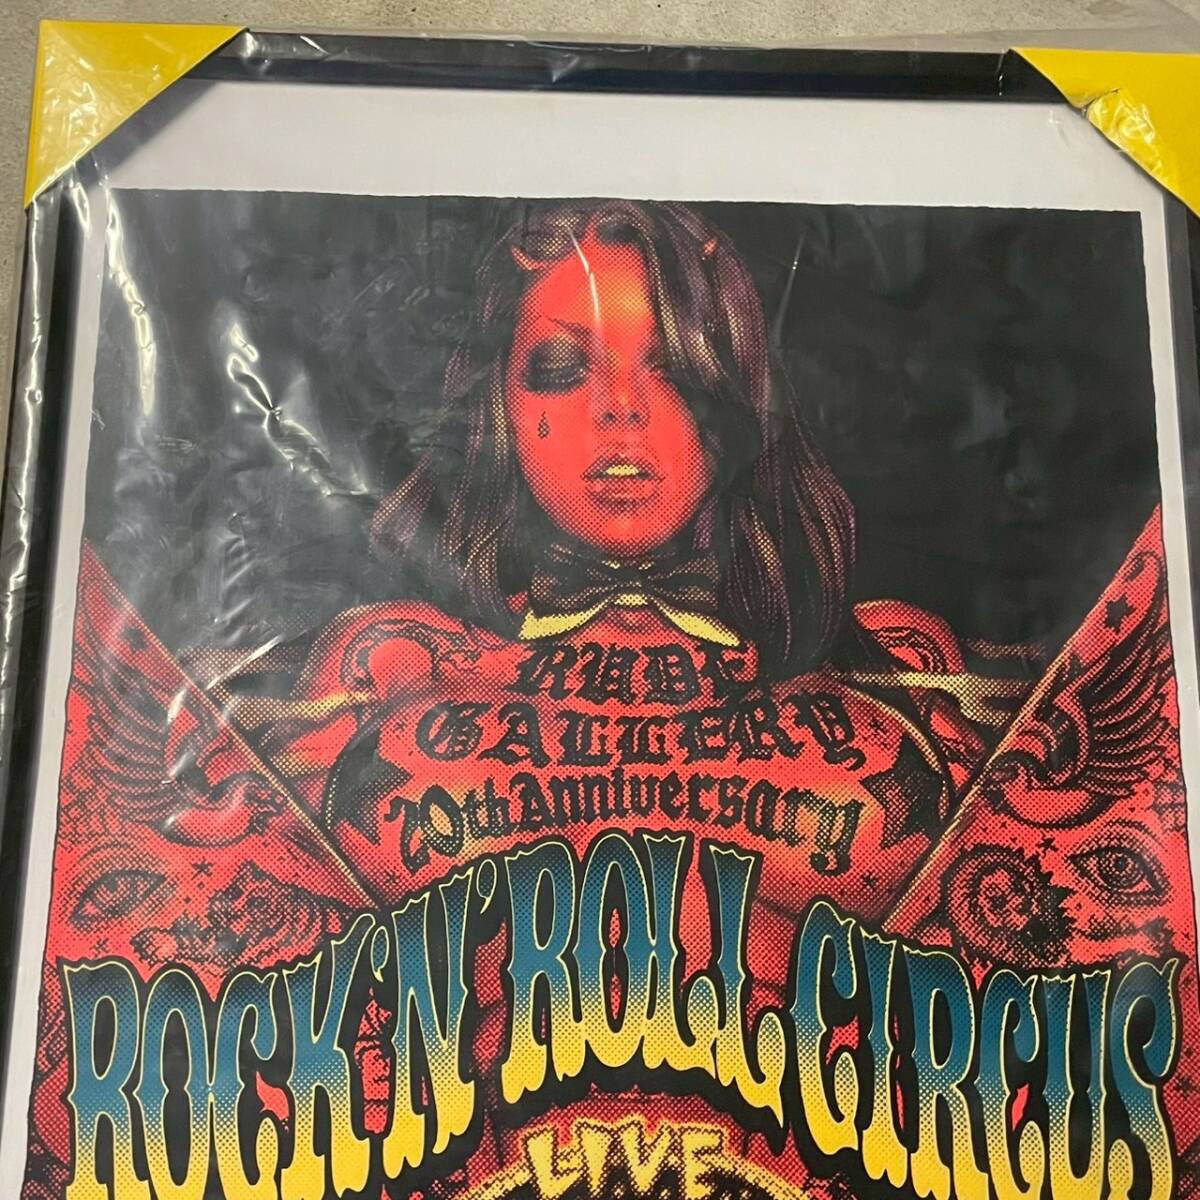 RUDE
GALLERY
20th Anniversary
ROCK'N'ROLL CIRCUS
LIVE